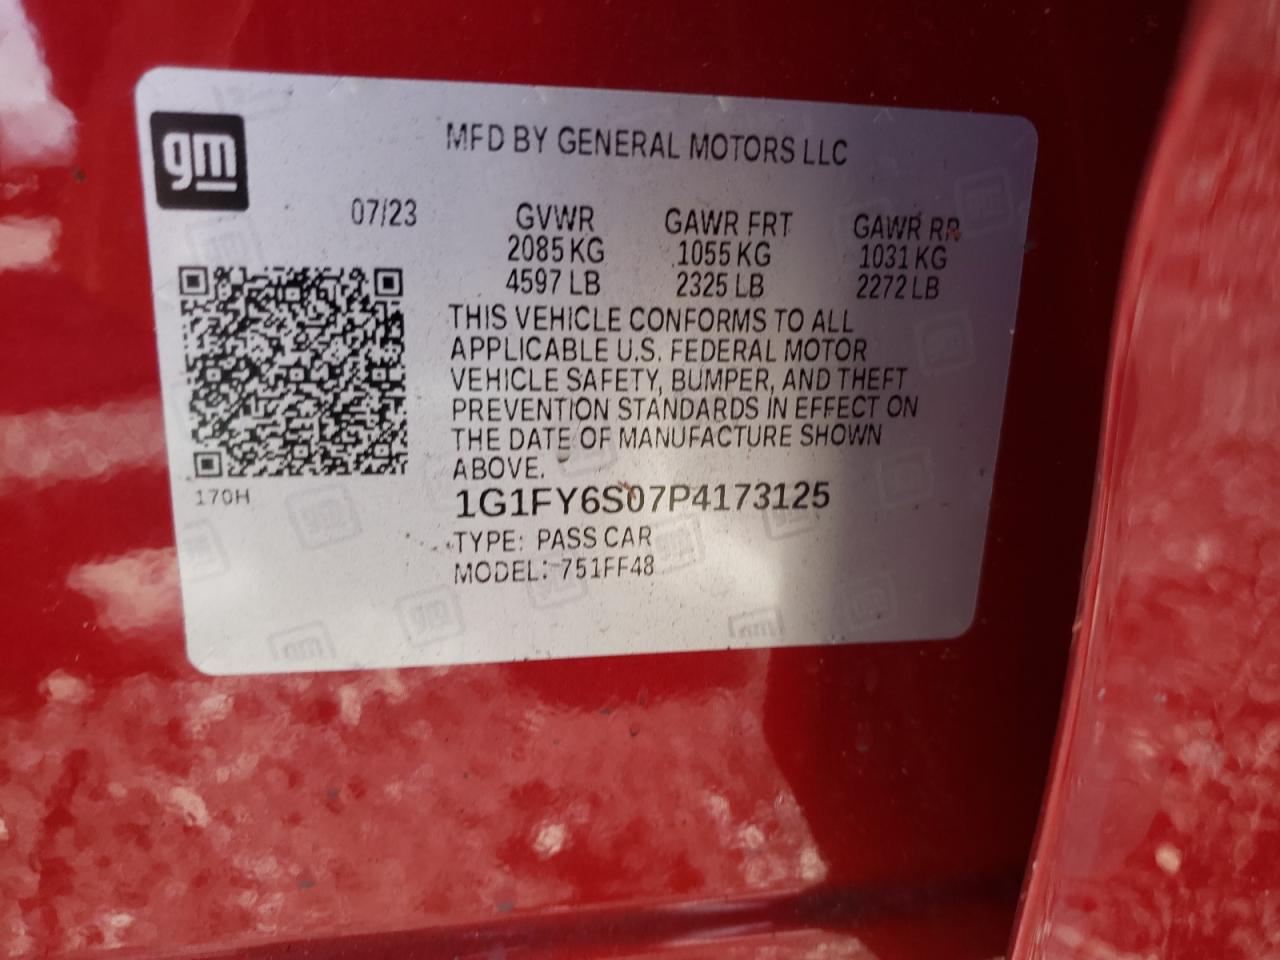 gm
MFD BY GENERAL MOTORS LLC
07/23
GVWR GAWR FRT GAWR RR
2085 KG 1055 KG 1031 KG
4597 LB 2325 LB 2272 LB
THIS VEHICLE CONFORMS TO ALL
APPLICABLE U.S. FEDERAL MOTOR
VEHICLE SAFETY, BUMPER, AND THEFT
PREVENTION STANDARDS IN EFFECT ON
THE DATE OF MANUFACTURE SHOWN
ABOVE.
170H
1G1FY6S07P4173125
TYPE: PASS CAR
MODEL: 751FF48